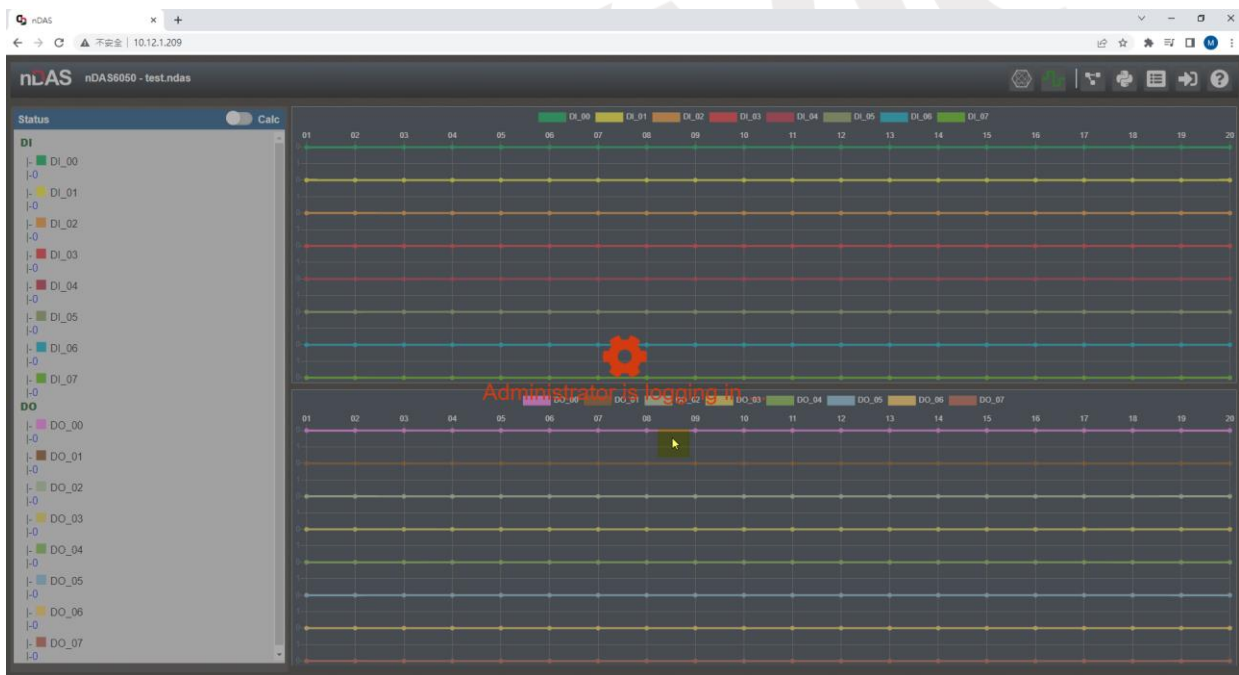 nDAS
不安全 | 10.12.1.209
M
nDAS nDAS6050 - test.ndas
Status Calc
DI
|- DI_00
|-0
|- DI_01
|-0
|- DI_02
|-0
|- DI_03
|-0
|- DI_04
|-0
|- DI_05
|-0
|- DI_06
|-0
|- DI_07
|-0
DO
|- DO_00
|-0
|- DO_01
|-0
|- DO_02
|-0
|- DO_03
|-0
|- DO_04
|-0
|- DO_05
|-0
|- DO_06
|-0
|- DO_07
|-0
DI_00 DI_01 DI_02 DI_03 DI_04 DI_05 DI_06 DI_07
01 02 03 04 05 06 07 08 09 10 11 12 13 14 15 16 17 18 19 20
Administrator is logging in...
DO_00 DO_01 DO_02 DO_03 DO_04 DO_05 DO_06 DO_07
01 02 03 04 05 06 07 08 09 10 11 12 13 14 15 16 17 18 19 20